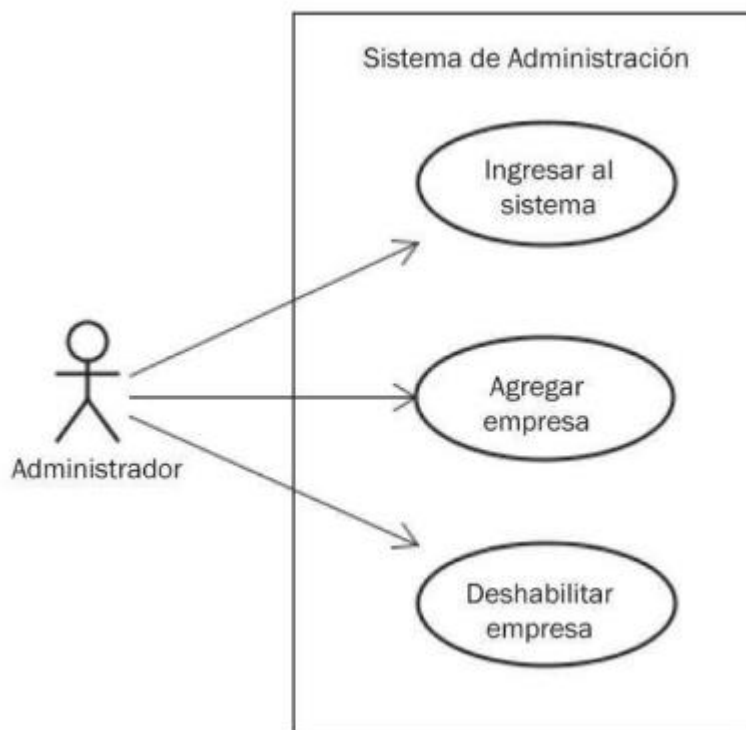 Sistema de Administración
Ingresar al
sistema
Agregar
empresa
Administrador
Deshabilitar
empresa